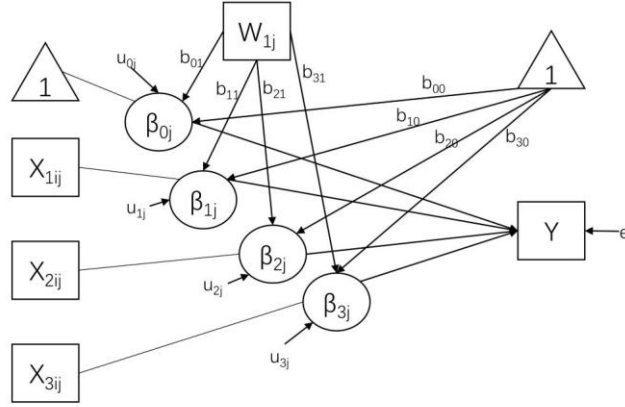 W1j
u0j
b01
b31
1
1
b11
b21
b00
β0j
b10
X1ij
b20
b30
u1j
β1j
Y
e
X2ij
β2j
u2j
β3j
u3j
X3ij